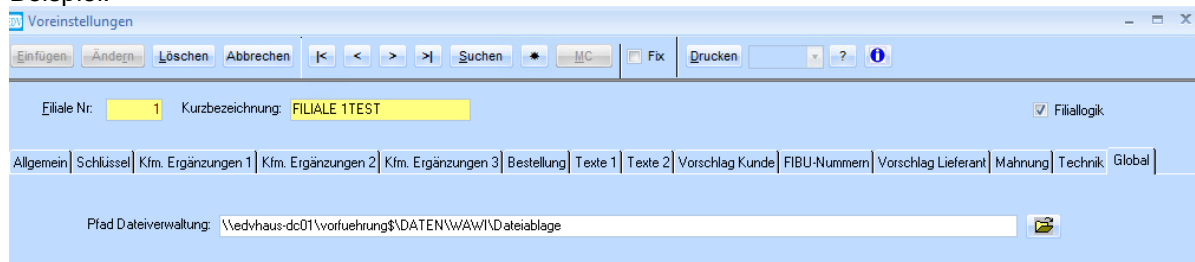 Beispiel:
EDV Voreinstellungen
Einfügen Ändern Löschen Abbrechen |< < > >| Suchen * MC Fix Drucken ? i
Filiale Nr: 1 Kurzbezeichnung: FILIALE 1TEST Filiallogik
Allgemein Schlüssel Kfm. Ergänzungen 1 Kfm. Ergänzungen 2 Kfm. Ergänzungen 3 Bestellung Texte 1 Texte 2 Vorschlag Kunde FIBU-Nummern Vorschlag Lieferant Mahnung Technik Global
Pfad Dateiverwaltung: \\edvhaus-dc01\vorfuehrung$\DATEN\WAWI\Dateiablage